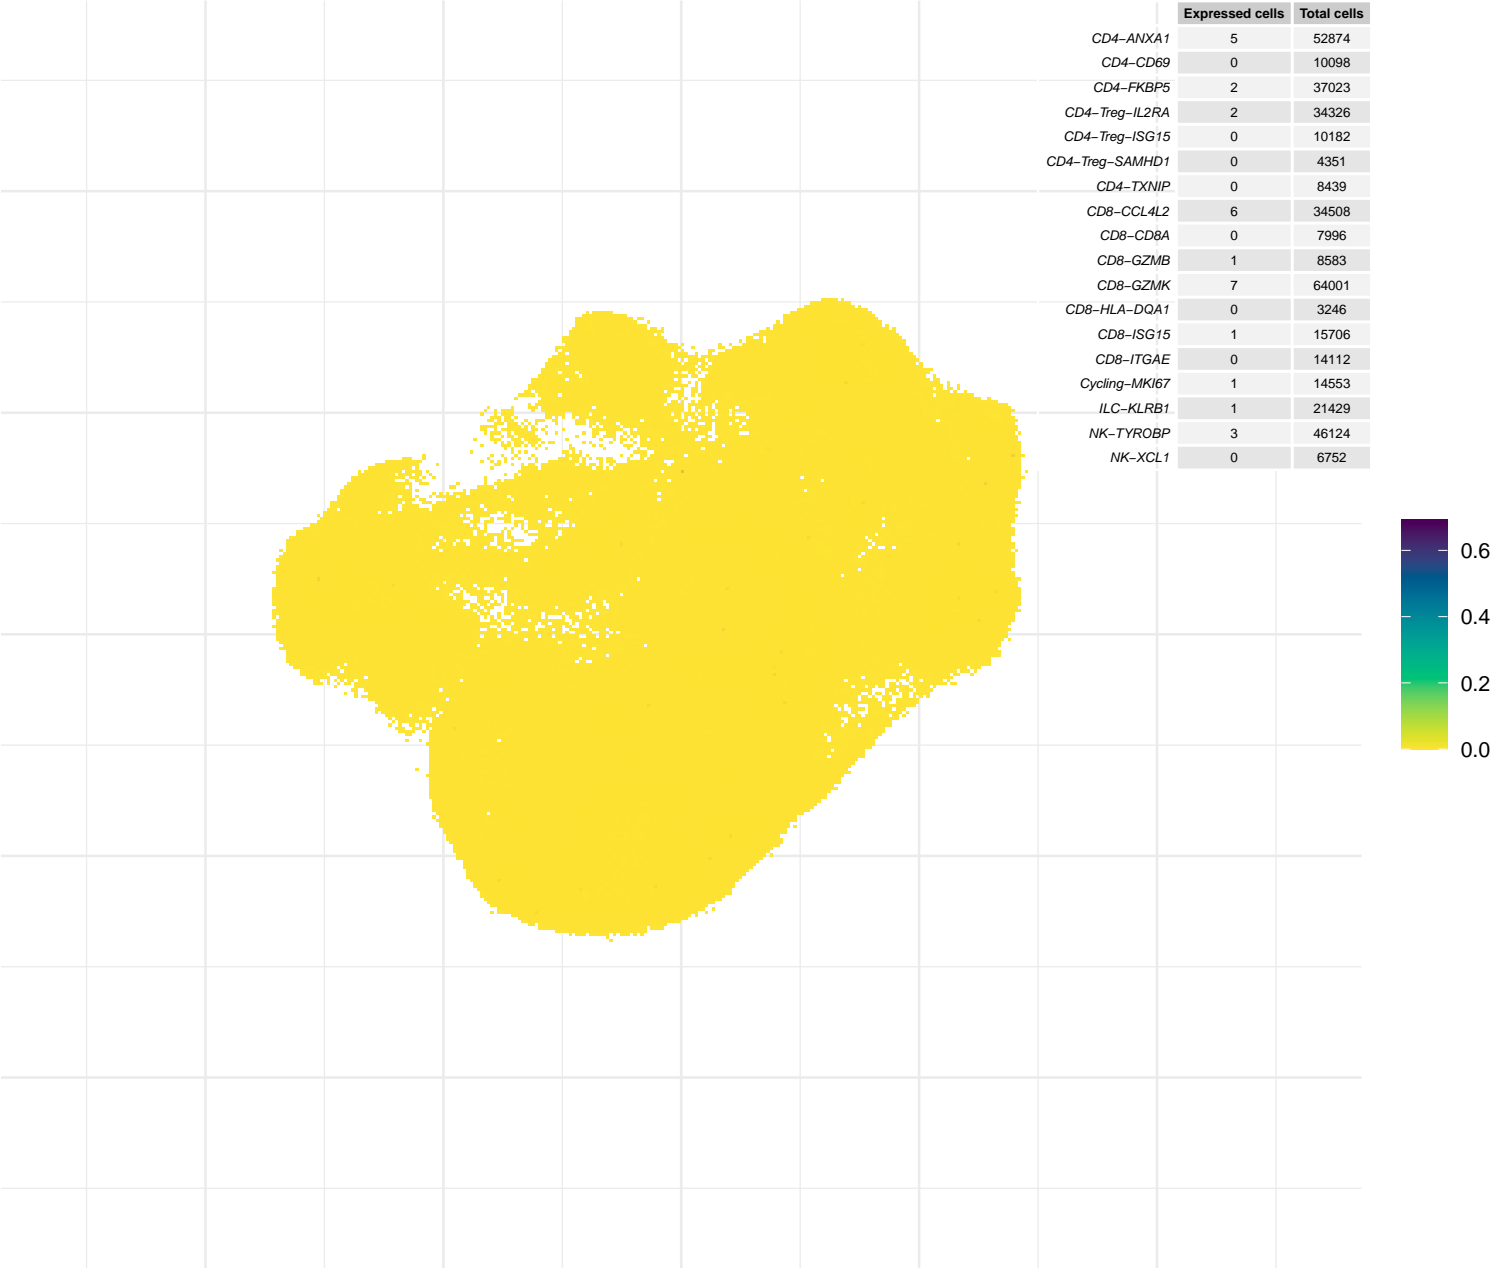 Expressed cells Total cells
CD4−ANXA1 5 52874
CD4−CD69 0 10098
CD4−FKBP5 2 37023
CD4−Treg−IL2RA 2 34326
CD4−Treg−ISG15 0 10182
CD4−Treg−SAMHD1 0 4351
CD4−TXNIP 0 8439
CD8−CCL4L2 6 34508
CD8−CD8A 0 7996
CD8−GZMB 1 8583
CD8−GZMK 7 64001
CD8−HLA−DQA1 0 3246
CD8−ISG15 1 15706
CD8−ITGAE 0 14112
Cycling−MKI67 1 14553
ILC−KLRB1 1 21429
NK−TYROBP 3 46124
NK−XCL1 0 6752
0.6
0.4
0.2
0.0